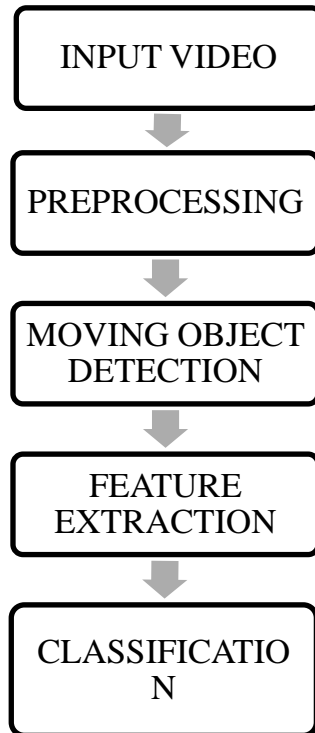 INPUT VIDEO
PREPROCESSING
MOVING OBJECT
DETECTION
FEATURE
EXTRACTION
CLASSIFICATIO
N